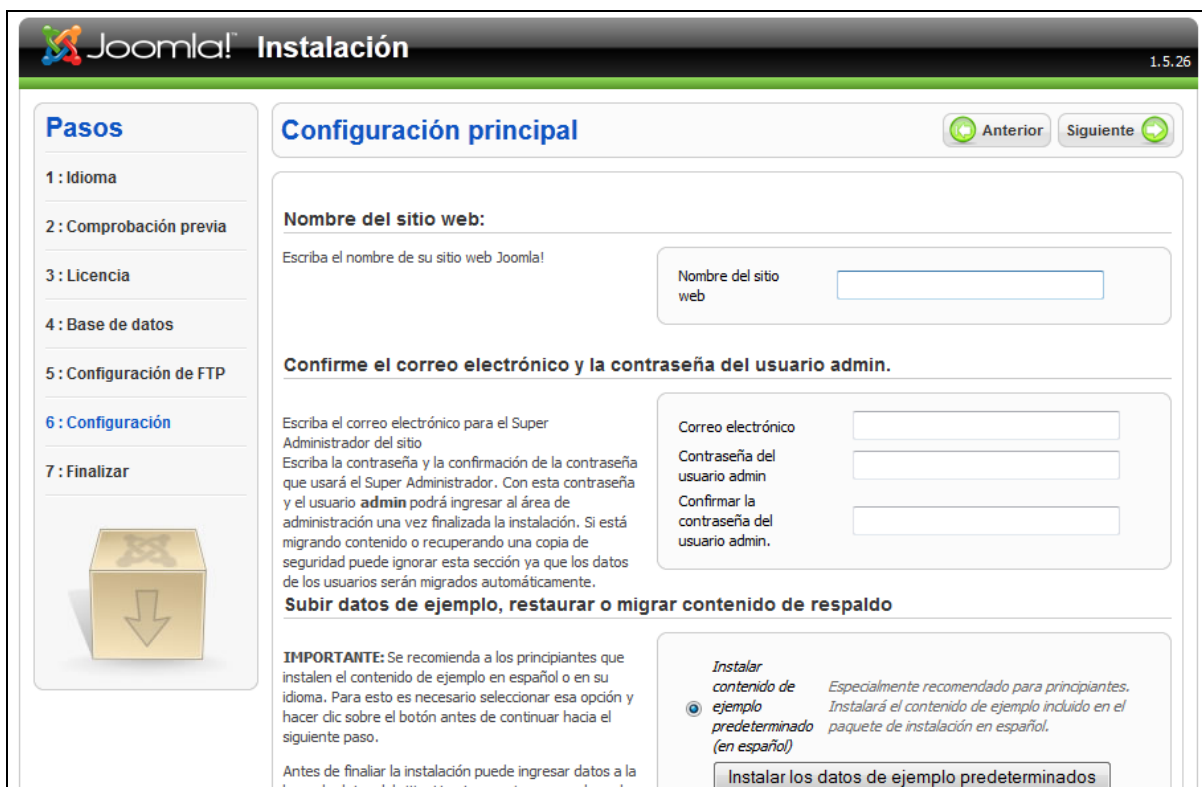 Joomla!™ Instalación
1.5.26
Pasos
1 : Idioma
2 : Comprobación previa
3 : Licencia
4 : Base de datos
5 : Configuración de FTP
6 : Configuración
7 : Finalizar
Configuración principal
Anterior
Siguiente
Nombre del sitio web:
Escriba el nombre de su sitio web Joomla!
Nombre del sitio
web
Confirme el correo electrónico y la contraseña del usuario admin.
Escriba el correo electrónico para el Super
Administrador del sitio
Escriba la contraseña y la confirmación de la contraseña
que usará el Super Administrador. Con esta contraseña
y el usuario admin podrá ingresar al área de
administración una vez finalizada la instalación. Si está
migrando contenido o recuperando una copia de
seguridad puede ignorar esta sección ya que los datos
de los usuarios serán migrados automáticamente.
Correo electrónico
Contraseña del
usuario admin
Confirmar la
contraseña del
usuario admin.
Subir datos de ejemplo, restaurar o migrar contenido de respaldo
IMPORTANTE: Se recomienda a los principiantes que
instalen el contenido de ejemplo en español o en su
idioma. Para esto es necesario seleccionar esa opción y
hacer clic sobre el botón antes de continuar hacia el
siguiente paso.
Antes de finaliar la instalación puede ingresar datos a la
Instalar
contenido de
ejemplo
predeterminado
(en español)
Especialmente recomendado para principiantes.
Instalará el contenido de ejemplo incluido en el
paquete de instalación en español.
Instalar los datos de ejemplo predeterminados